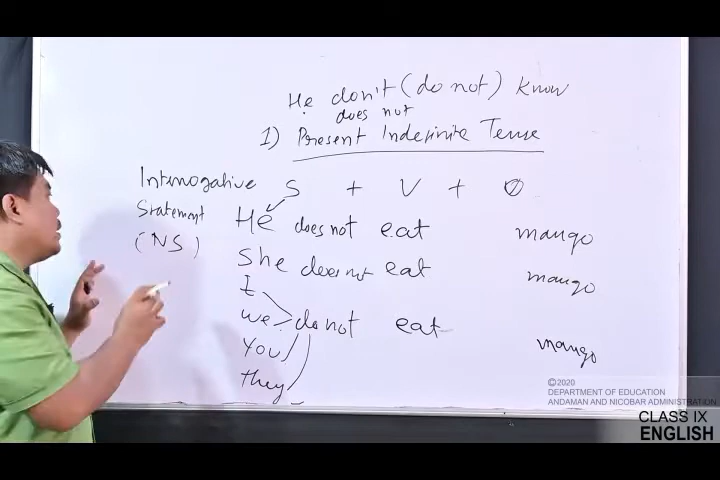 He don't (do not) know
does not
1) Present Indefinite Tense
Interrogative S + V + O
Statement He does not eat mango
(NS)
She does not eat mango
I
we do not eat mango
You
they
©2020
DEPARTMENT OF EDUCATION
ANDAMAN AND NICOBAR ADMINISTRATION
CLASS IX
ENGLISH